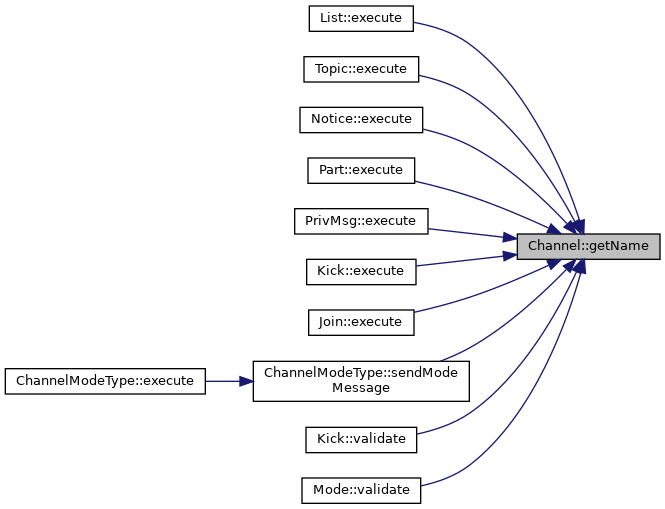 List::execute
Topic::execute
Notice::execute
Part::execute
PrivMsg::execute
Channel::getName
Kick::execute
Join::execute
ChannelModeType::execute
ChannelModeType::sendMode
Message
Kick::validate
Mode::validate